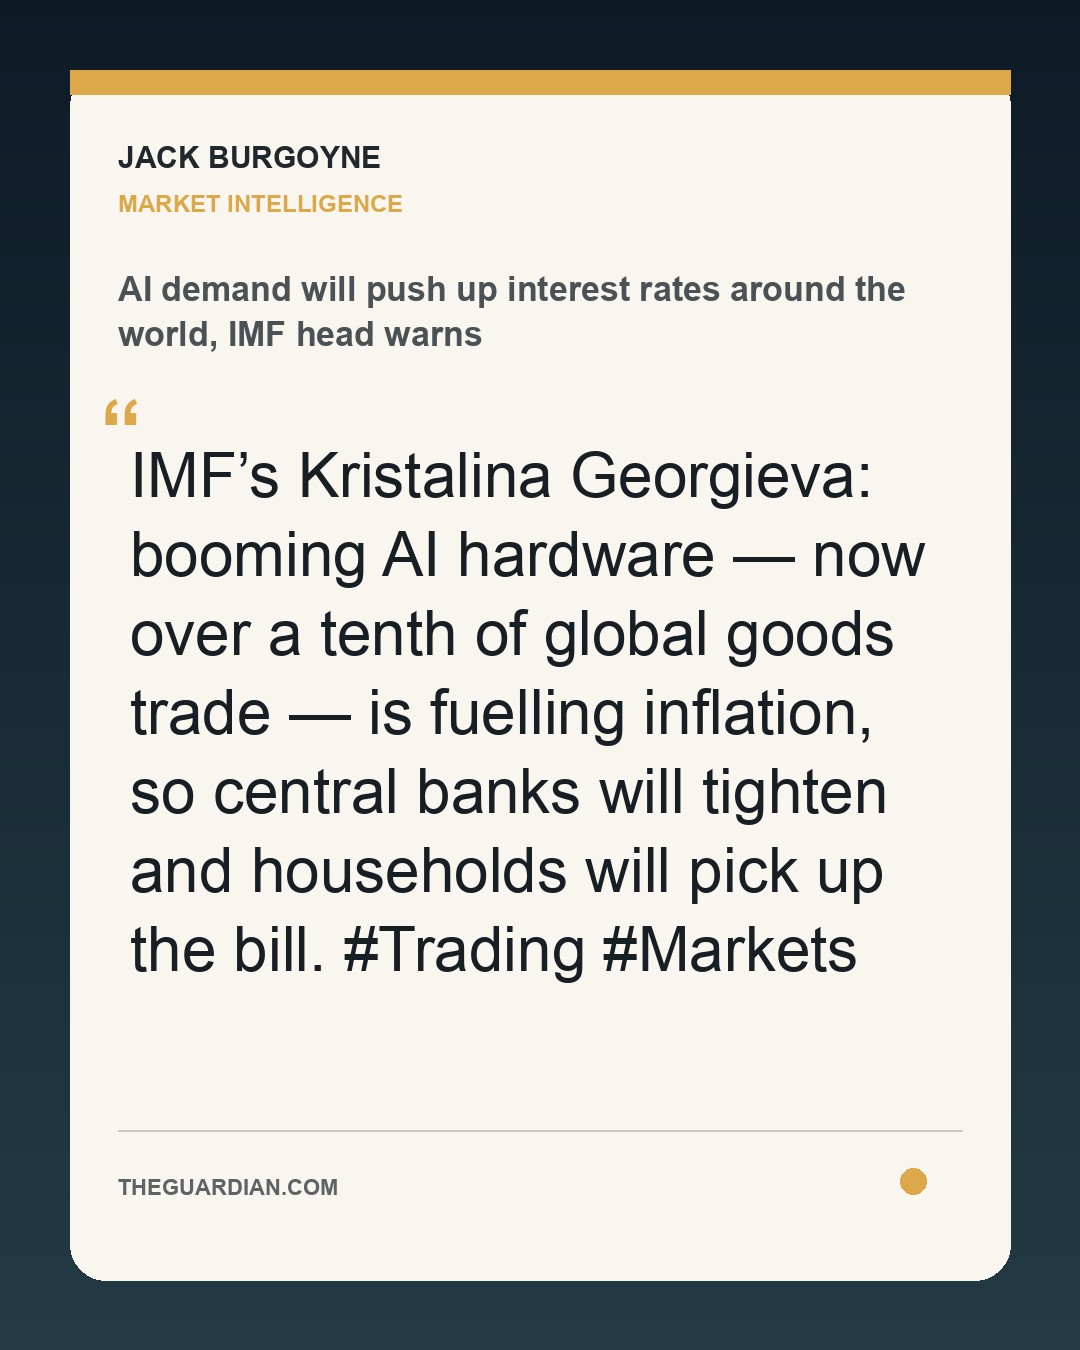 JACK BURGOYNE
MARKET INTELLIGENCE
AI demand will push up interest rates around the
world, IMF head warns
“
IMF’s Kristalina Georgieva:
booming AI hardware — now
over a tenth of global goods
trade — is fuelling inflation,
so central banks will tighten
and households will pick up
the bill. #Trading #Markets
THEGUARDIAN.COM